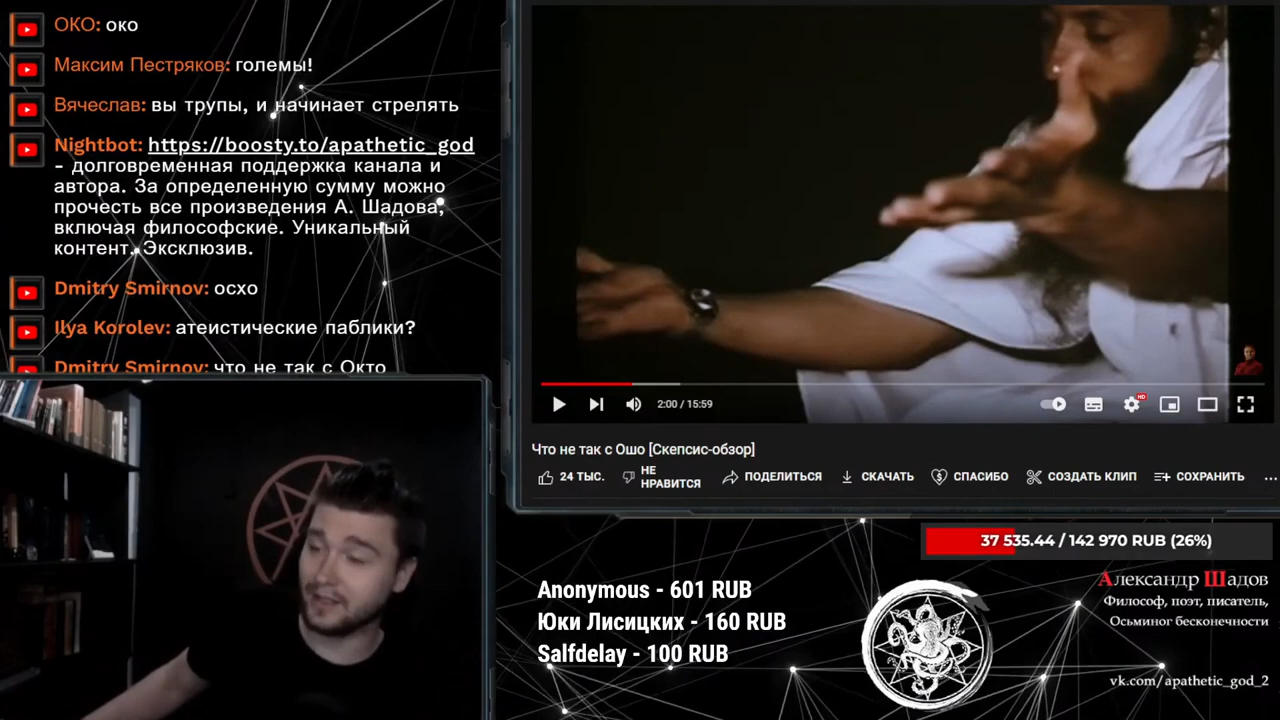 ОКО: око
Максим Пестряков: големы!
Вячеслав: вы трупы, и начинает стрелять
Nightbot: https://boosty.to/apathetic_god
- долговременная поддержка канала и
автора. За определенную сумму можно
прочесть все произведения А. Шадова,
включая философские. Уникальный
контент. Эксклюзив.
Dmitry Smirnov: осхо
Ilya Korolev: атеистические паблики?
Dmitry Smirnov: что не так с Окто
2:00 / 15:59
HD
Что не так с Ошо [Скепсис-обзор]
24 ТЫС.
НЕ
НРАВИТСЯ
ПОДЕЛИТЬСЯ
СКАЧАТЬ
СПАСИБО
СОЗДАТЬ КЛИП
СОХРАНИТЬ
...
37 535.44 / 142 970 RUB (26%)
Anonymous - 601 RUB
Юки Лисицких - 160 RUB
Salfdelay - 100 RUB
Александр Шадов
Философ, поэт, писатель,
Осьминог бесконечности
vk.com/apathetic_god_2